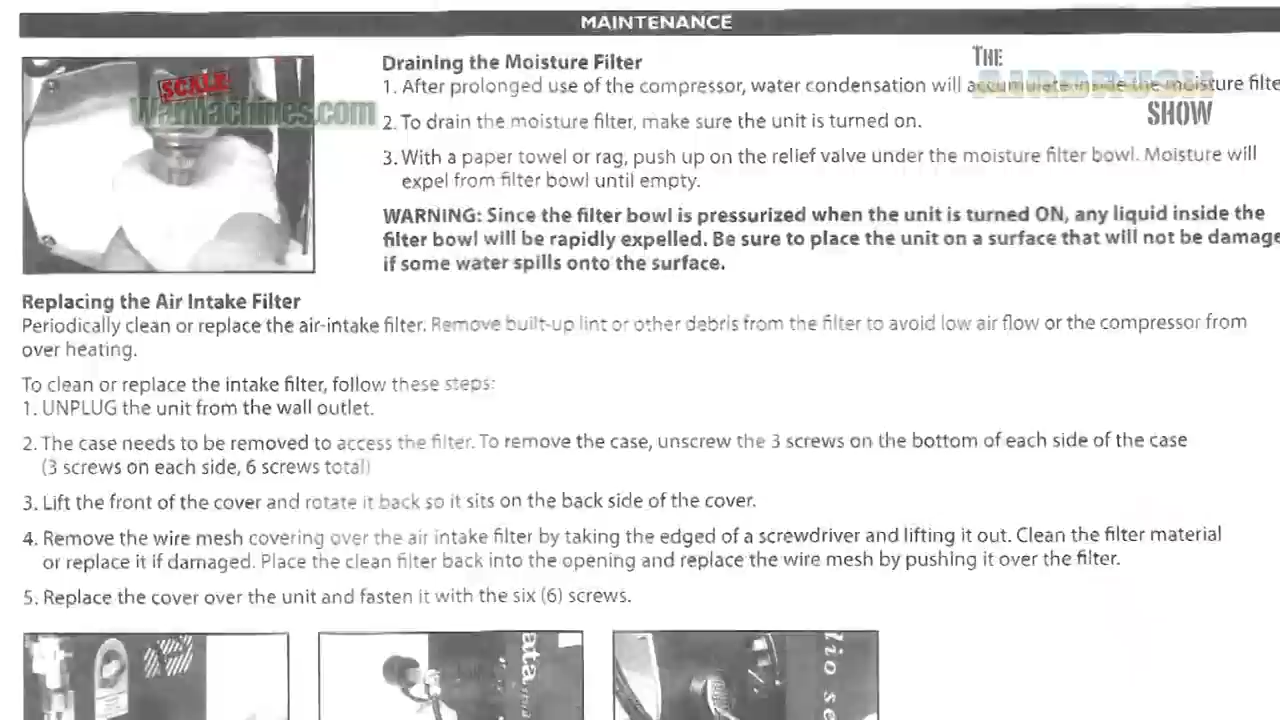 MAINTENANCE
SCALE
WarMachines.com
THE
AIRBRUSH
SHOW
Draining the Moisture Filter
1. After prolonged use of the compressor, water condensation will accumulate inside the moisture filte
2. To drain the moisture filter, make sure the unit is turned on.
3. With a paper towel or rag, push up on the relief valve under the moisture filter bowl. Moisture will
expel from filter bowl until empty.
WARNING: Since the filter bowl is pressurized when the unit is turned ON, any liquid inside the
filter bowl will be rapidly expelled. Be sure to place the unit on a surface that will not be damage
if some water spills onto the surface.
Replacing the Air Intake Filter
Periodically clean or replace the air-intake filter. Remove built-up lint or other debris from the filter to avoid low air flow or the compressor from
over heating.
To clean or replace the intake filter, follow these steps:
1. UNPLUG the unit from the wall outlet.
2. The case needs to be removed to access the filter. To remove the case, unscrew the 3 screws on the bottom of each side of the case
(3 screws on each side, 6 screws total)
3. Lift the front of the cover and rotate it back so it sits on the back side of the cover.
4. Remove the wire mesh covering over the air intake filter by taking the edged of a screwdriver and lifting it out. Clean the filter material
or replace it if damaged. Place the clean filter back into the opening and replace the wire mesh by pushing it over the filter.
5. Replace the cover over the unit and fasten it with the six (6) screws.
ata
dio se